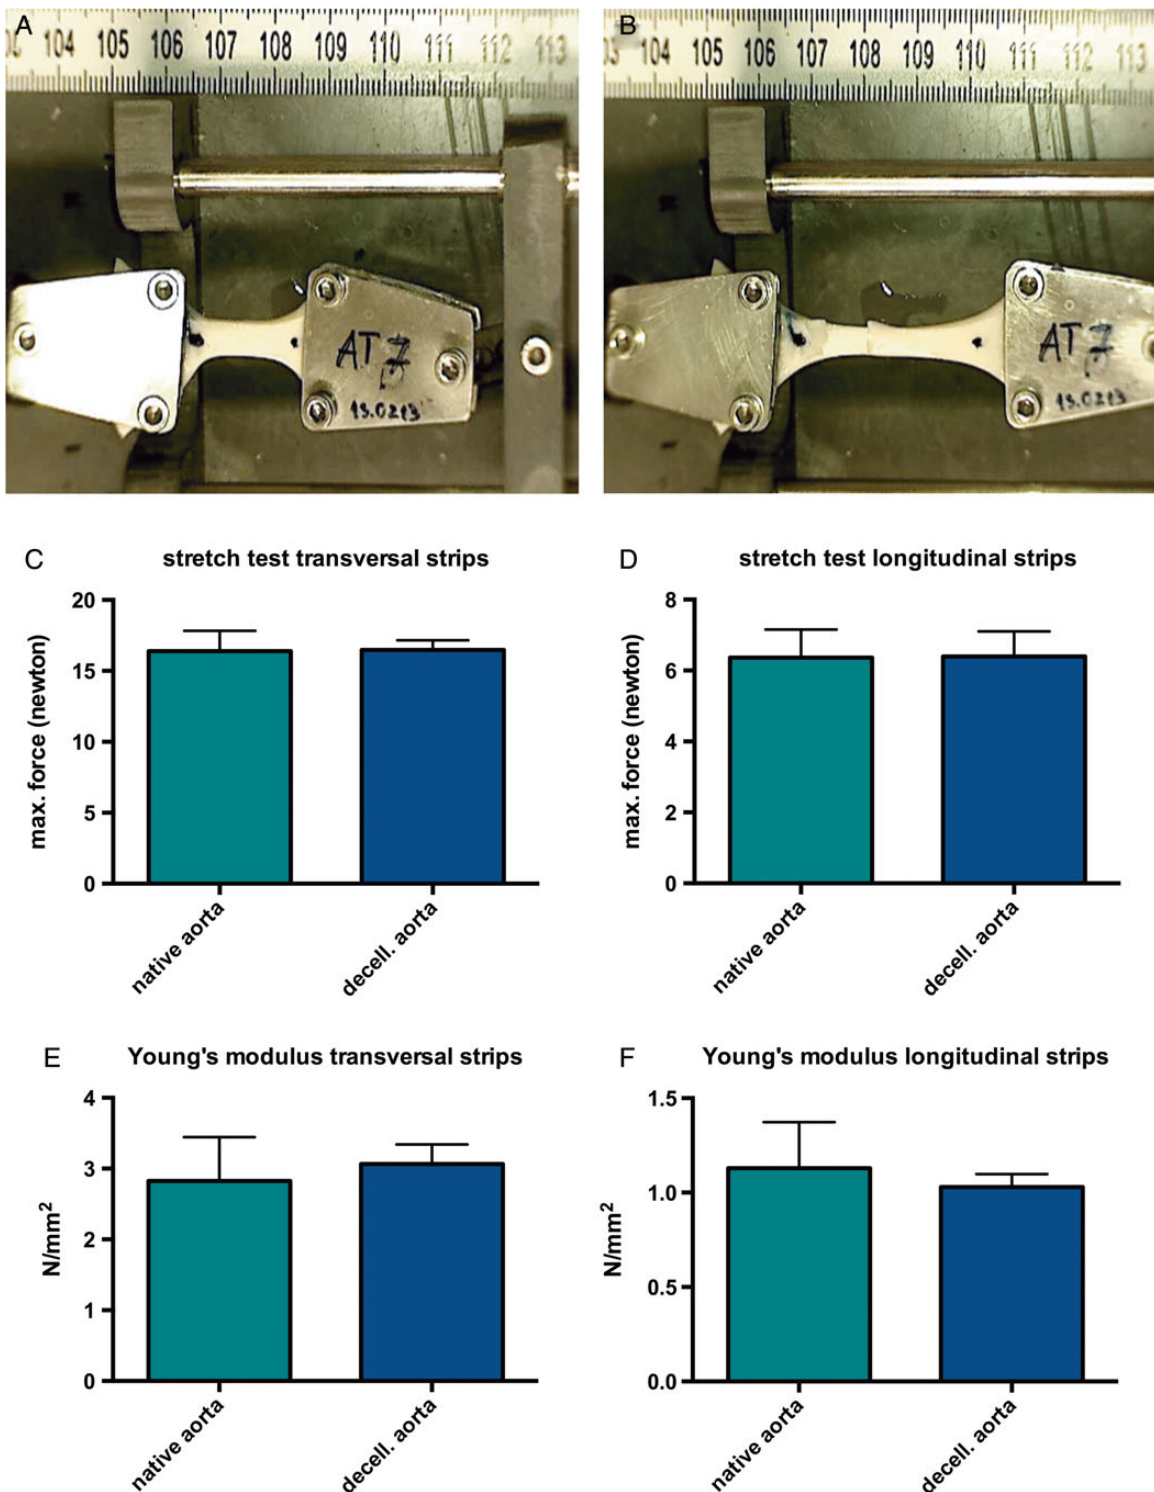 A
104 105 106 107 108 109 110 111 112 113
AT 7
13.0213
B
104 105 106 107 108 109 110 111 112 113
AT 7
13.0213
C
stretch test transversal strips
max. force (newton)
20
15
10
5
0
native aorta
decell. aorta
D
stretch test longitudinal strips
max. force (newton)
8
6
4
2
0
native aorta
decell. aorta
E
Young's modulus transversal strips
N/mm²
4
3
2
1
0
native aorta
decell. aorta
F
Young's modulus longitudinal strips
N/mm²
1.5
1.0
0.5
0.0
native aorta
decell. aorta